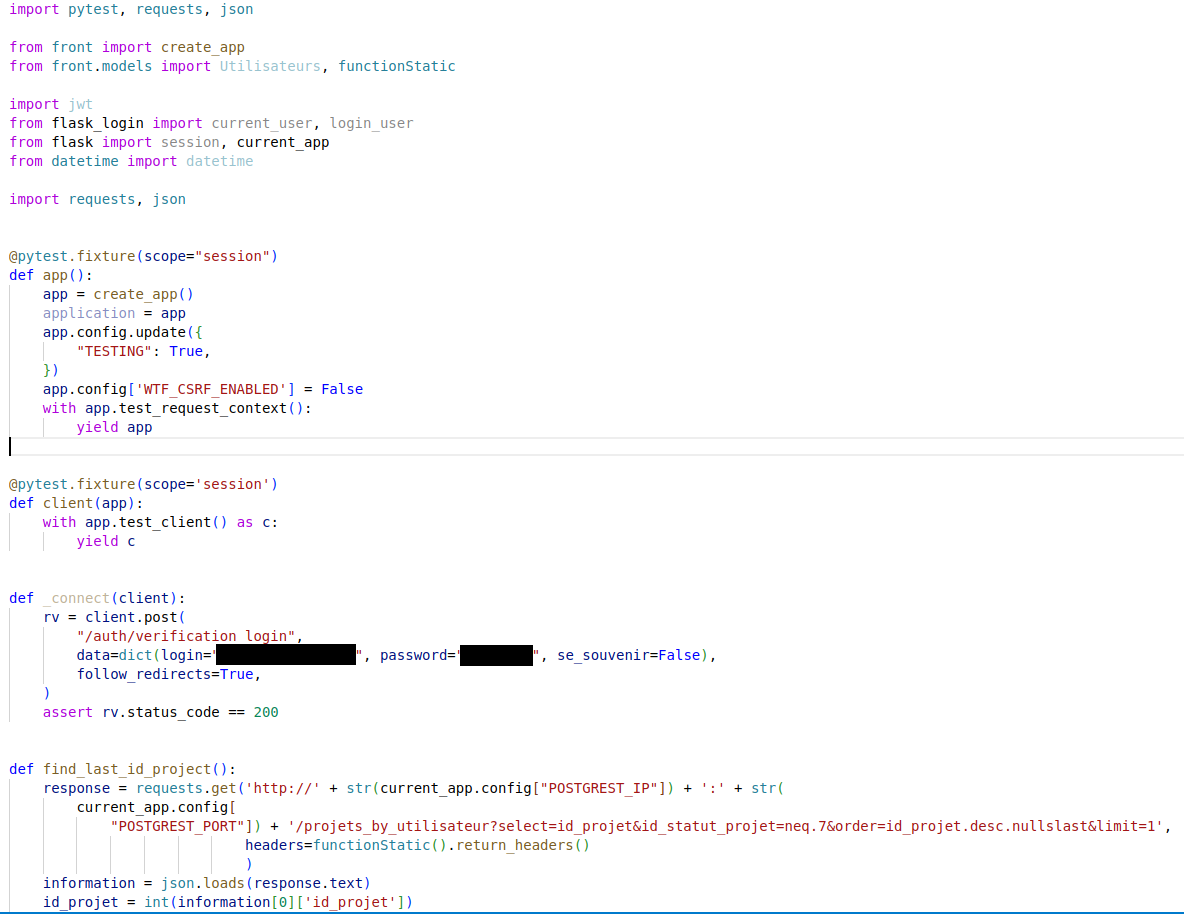 import pytest, requests, json
from front import create_app
from front.models import Utilisateurs, functionStatic
import jwt
from flask_login import current_user, login_user
from flask import session, current_app
from datetime import datetime
import requests, json
@pytest.fixture(scope="session")
def app():
    app = create_app()
    application = app
    app.config.update({
        "TESTING": True,
    })
    app.config['WTF_CSRF_ENABLED'] = False
    with app.test_request_context():
        yield app
@pytest.fixture(scope='session')
def client(app):
    with app.test_client() as c:
        yield c
def _connect(client):
    rv = client.post(
        "/auth/verification_login",
        data=dict(login="", password="", se_souvenir=False),
        follow_redirects=True,
    )
    assert rv.status_code == 200
def find_last_id_project():
    response = requests.get('http://' + str(current_app.config["POSTGREST_IP"]) + ':' + str(
        current_app.config[
            "POSTGREST_PORT"]) + '/projets_by_utilisateur?select=id_projet&id_statut_projet=neq.7&order=id_projet.desc.nullslast&limit=1',
                            headers=functionStatic().return_headers()
                            )
    information = json.loads(response.text)
    id_projet = int(information[0]['id_projet'])